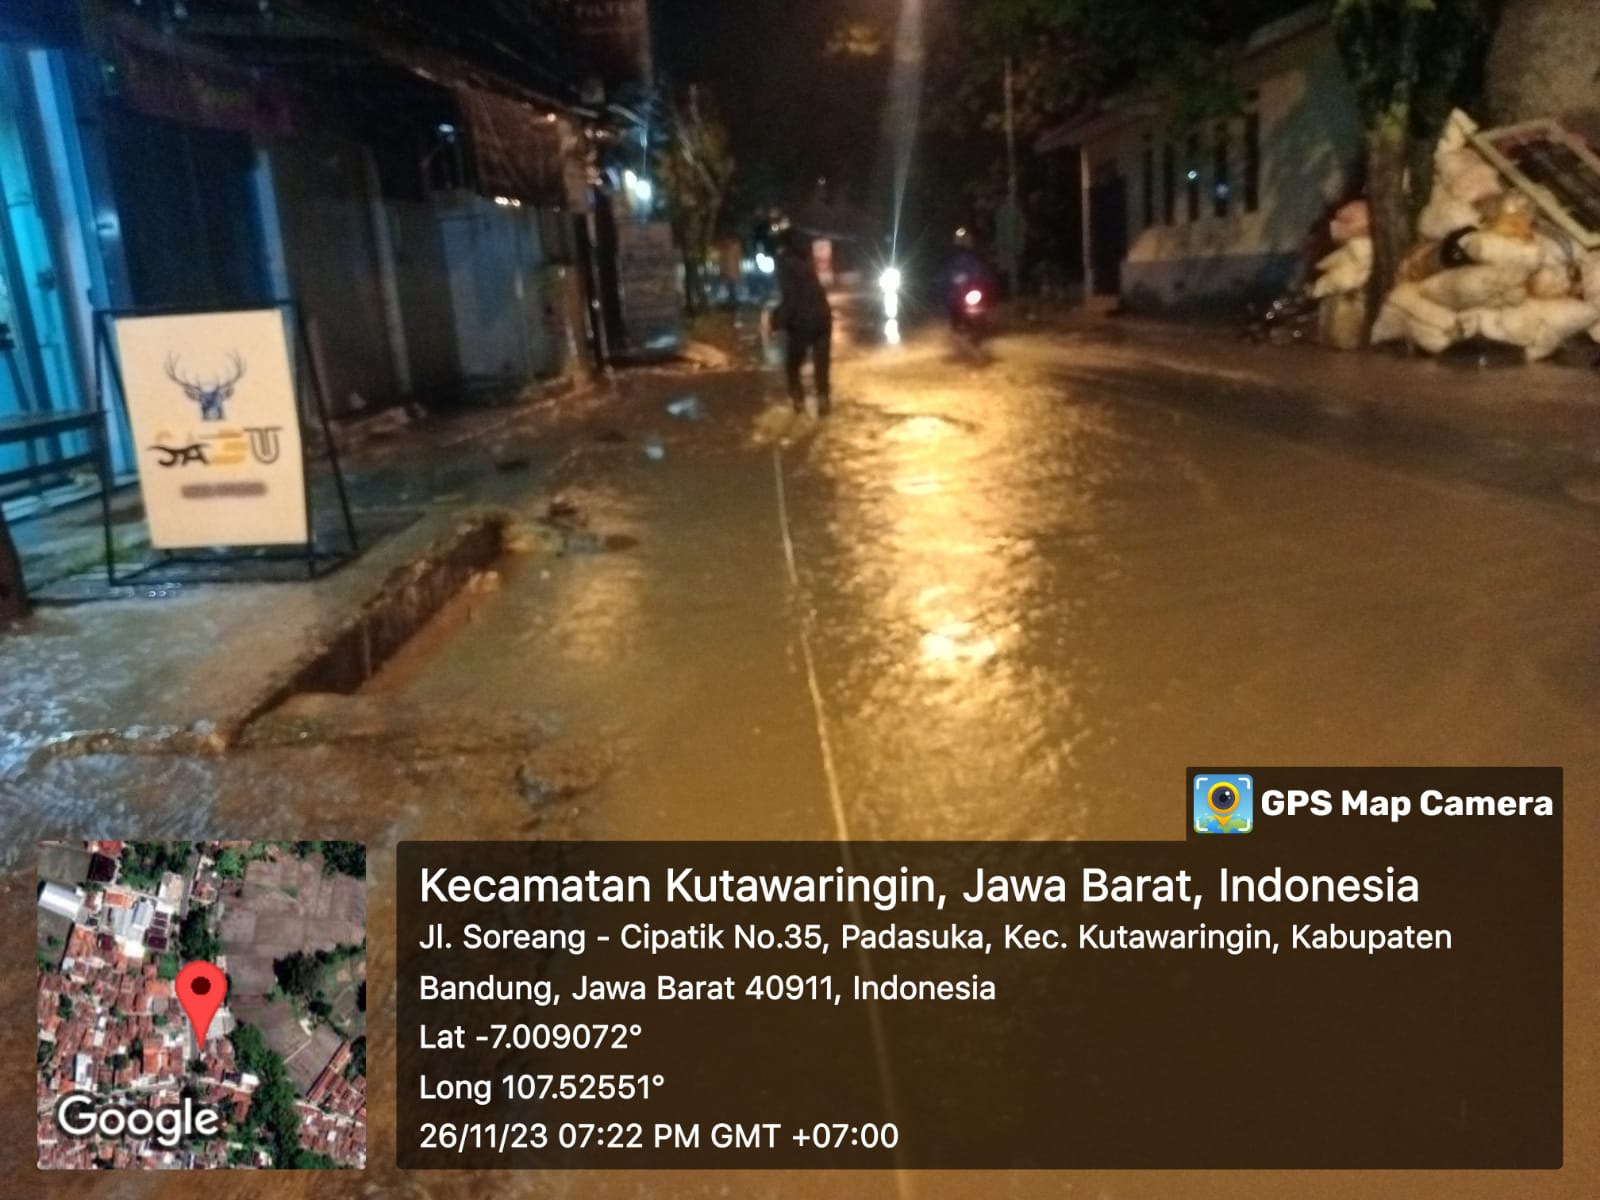 SABU
GPS Map Camera
Kecamatan Kutawaringin, Jawa Barat, Indonesia
Jl. Soreang - Cipatik No.35, Padasuka, Kec. Kutawaringin, Kabupaten
Bandung, Jawa Barat 40911, Indonesia
Lat -7.009072°
Long 107.52551°
26/11/23 07:22 PM GMT +07:00
Google